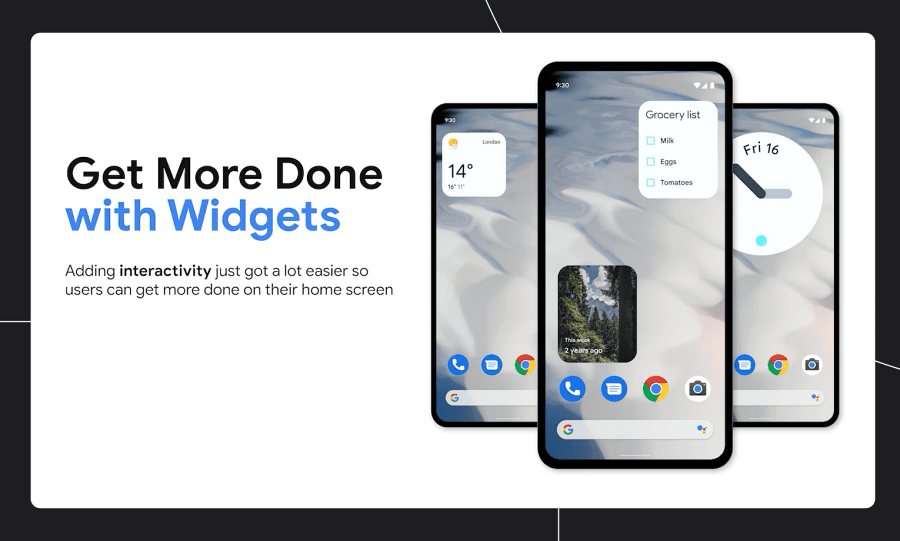 Get More Done
with Widgets
Adding interactivity just got a lot easier so
users can get more done on their home screen
9:30
London
14°
16° 11°
9:30
Grocery list
Milk
Eggs
Tomatoes
This week
2 years ago
Fri 16